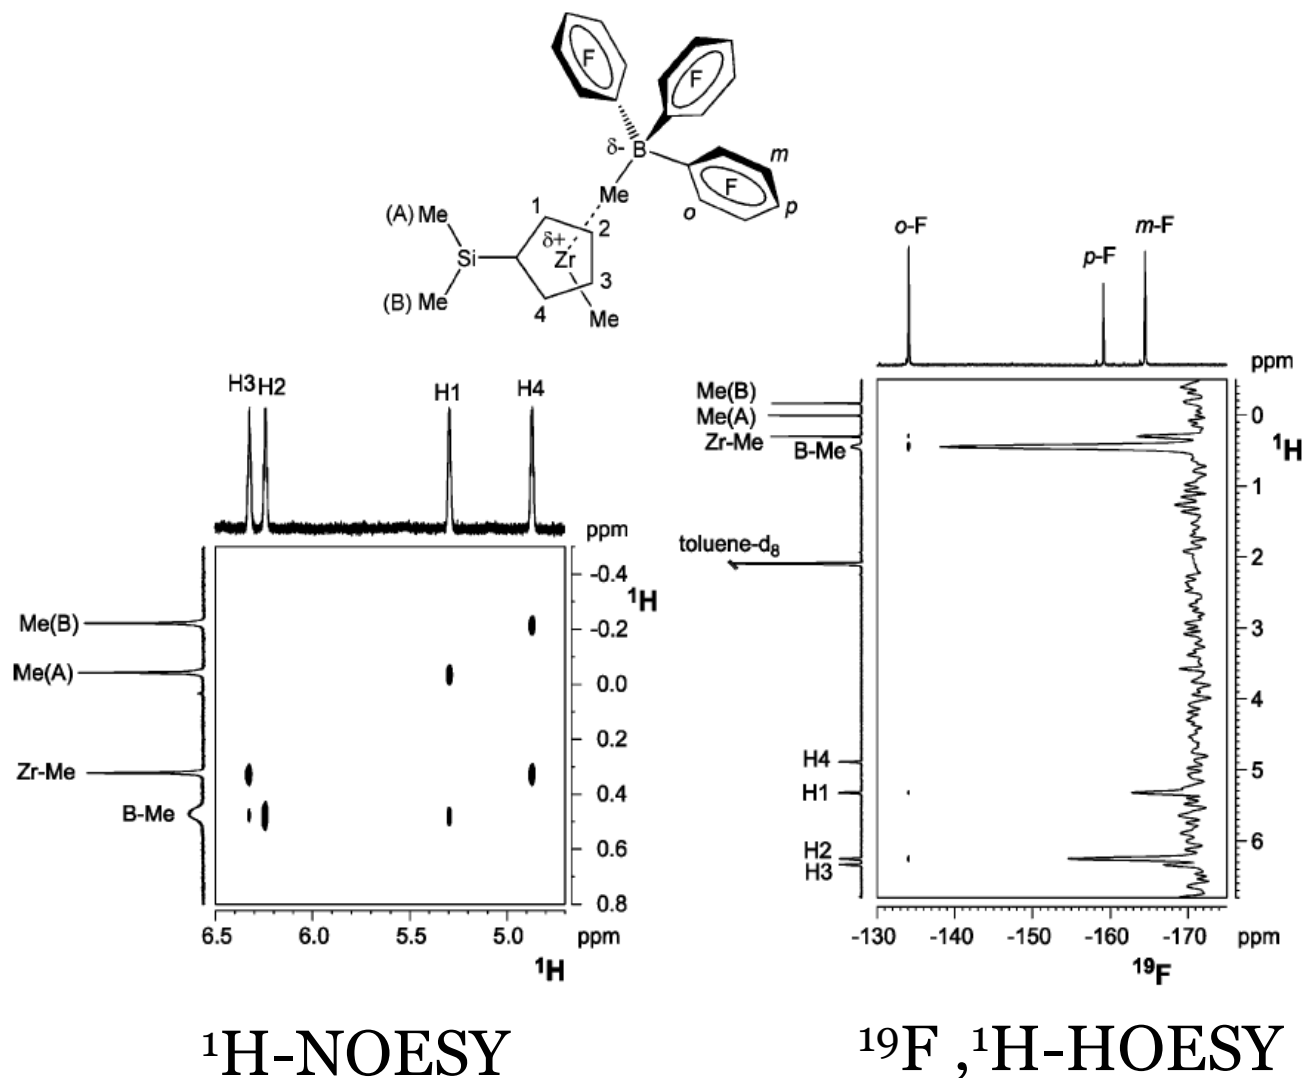 F
F
δ- B
m
F
Me
o
p
(A) Me
1
2
δ+
Si
Zr
3
(B) Me
4
Me
o-F
m-F
p-F
ppm
H3 H2
H1
H4
ppm
-0.4
¹H
Me(B)
-0.2
Me(A)
0.0
0.2
Zr-Me
0.4
B-Me
0.6
0.8
6.5 6.0 5.5 5.0 ppm
¹H
Me(B)
0
Me(A)
¹H
Zr-Me
B-Me
1
toluene-d₈
2
3
4
H4
5
H1
H2
6
H3
-130 -140 -150 -160 -170 ppm
¹⁹F
¹H-NOESY
¹⁹F ,¹H-HOESY